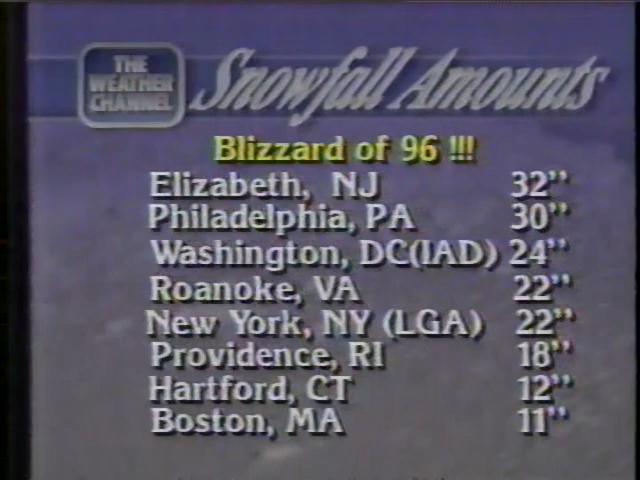 THE
WEATHER
CHANNEL
Snowfall Amounts
Blizzard of 96 !!!
Elizabeth, NJ 32"
Philadelphia, PA 30"
Washington, DC(IAD) 24"
Roanoke, VA 22"
New York, NY (LGA) 22"
Providence, RI 18"
Hartford, CT 12"
Boston, MA 11"